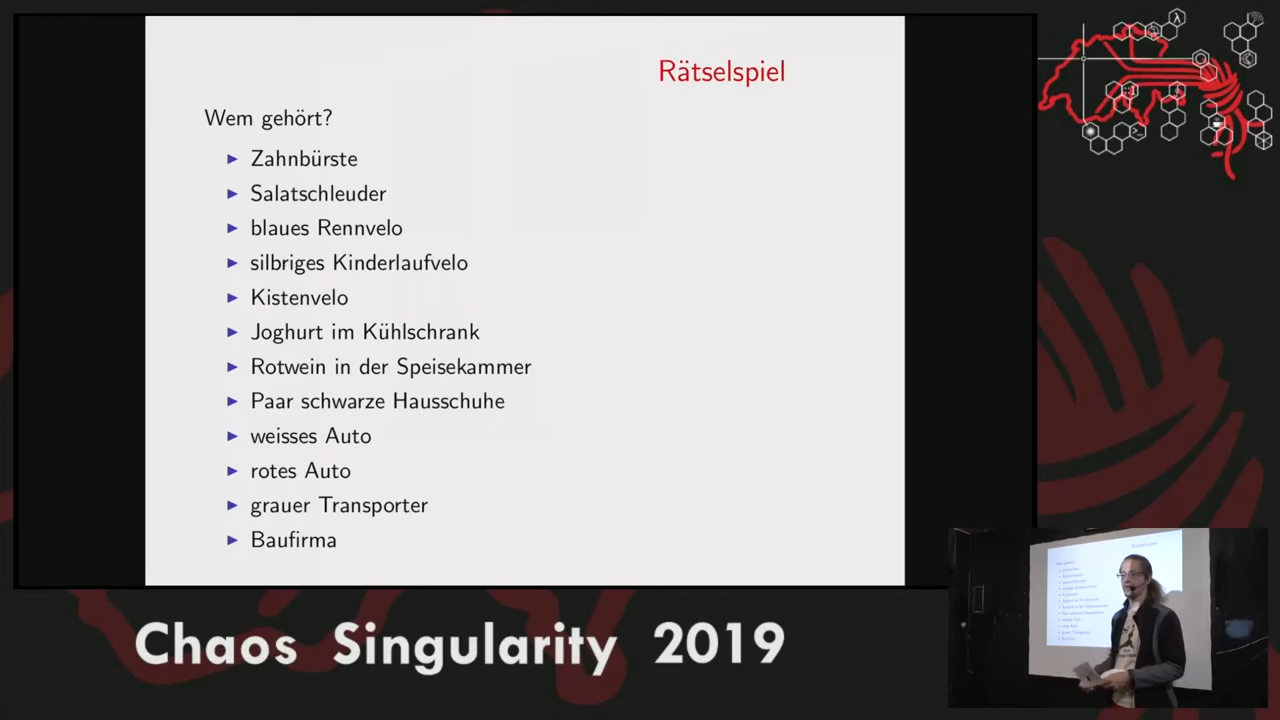 Rätselspiel
Wem gehört?
Zahnbürste
Salatschleuder
blaues Rennvelo
silbriges Kinderlaufvelo
Kistenvelo
Joghurt im Kühlschrank
Rotwein in der Speisekammer
Paar schwarze Hausschuhe
weisses Auto
rotes Auto
grauer Transporter
Baufirma
Chaos Singularity 2019